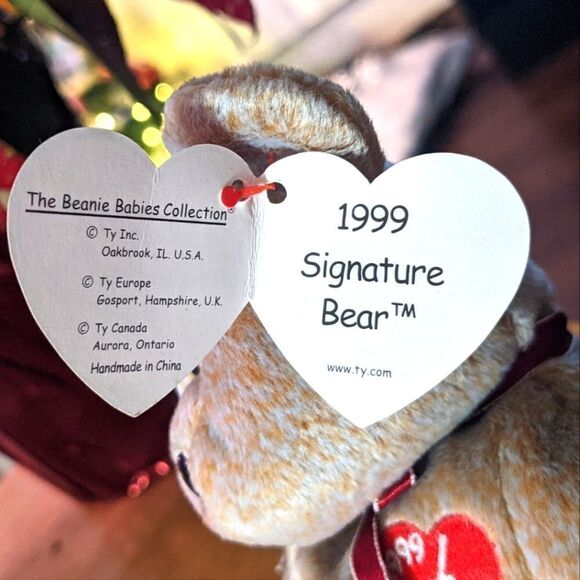 The Beanie Babies Collection®
© Ty Inc.
Oakbrook, IL. U.S.A.
© Ty Europe
Gosport, Hampshire, U.K.
© Ty Canada
Aurora, Ontario
Handmade in China
1999
Signature
Bear™
www.ty.com
99